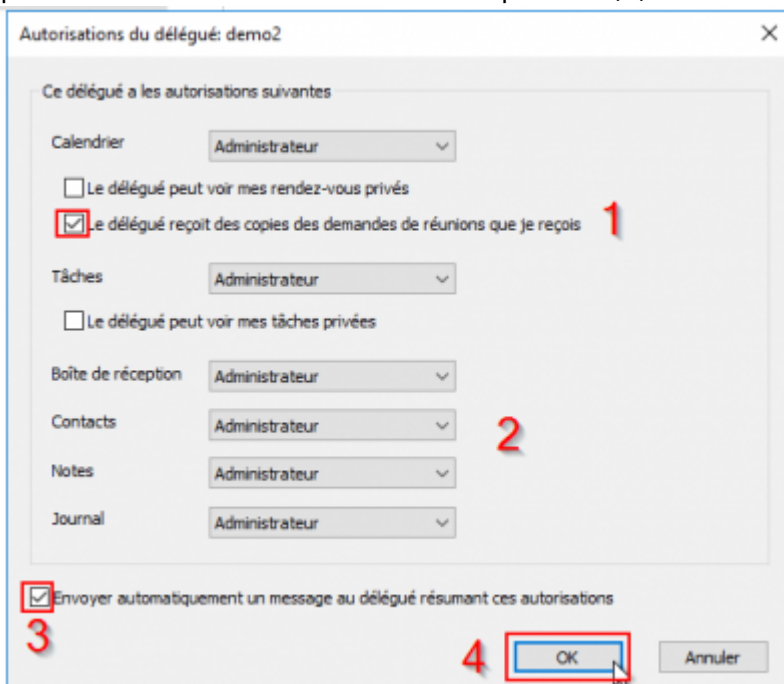 Autorisations du délégué: demo2
Ce délégué a les autorisations suivantes
Calendrier Administrateur
Le délégué peut voir mes rendez-vous privés
Le délégué reçoit des copies des demandes de réunions que je reçois 1
Tâches Administrateur
Le délégué peut voir mes tâches privées
Boîte de réception Administrateur
Contacts Administrateur 2
Notes Administrateur
Journal Administrateur
Envoyer automatiquement un message au délégué résumant ces autorisations
3
4 OK Annuler